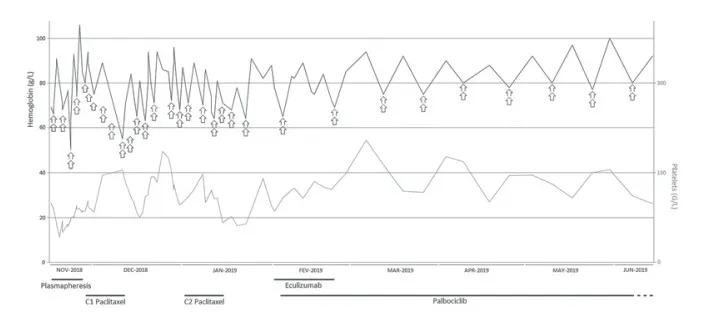 Hemoglobin (g/L)
100
80
60
40
20
0
300
100
0
Platelets (G/L)
NOV-2018 DEC-2018 JAN-2019 FEV-2019 MAR-2019 APR-2019 MAY-2019 JUN-2019
Plasmapheresis Eculizumab
C1 Paclitaxel C2 Paclitaxel Palbociclib